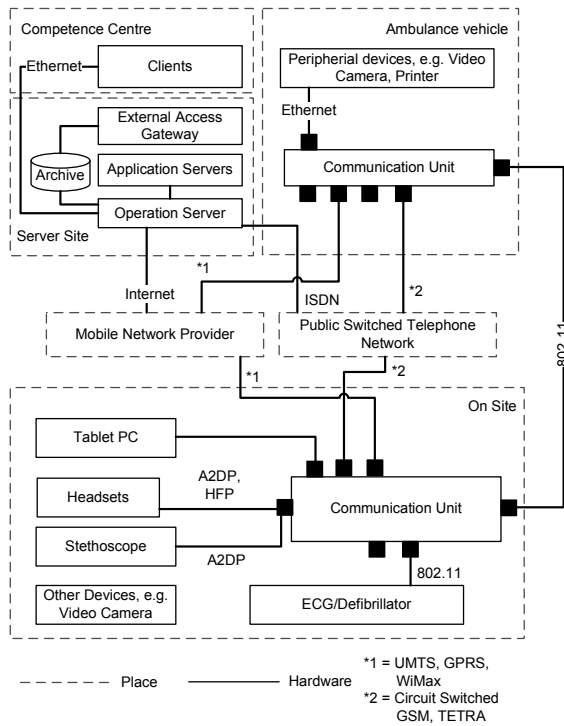 Competence Centre
Ethernet
Clients
Ambulance vehicle
Peripherial devices, e.g. Video
Camera, Printer
Ethernet
Communication Unit
External Access
Gateway
Archive
Application Servers
Operation Server
Server Site
*1
Internet
ISDN
*2
802.11
Mobile Network Provider
Public Switched Telephone
Network
*1
*2
On Site
Tablet PC
A2DP,
HFP
Headsets
Communication Unit
Stethoscope
A2DP
802.11
Other Devices, e.g.
Video Camera
ECG/Defibrillator
Place
Hardware
*1 = UMTS, GPRS,
WiMax
*2 = Circuit Switched
GSM, TETRA